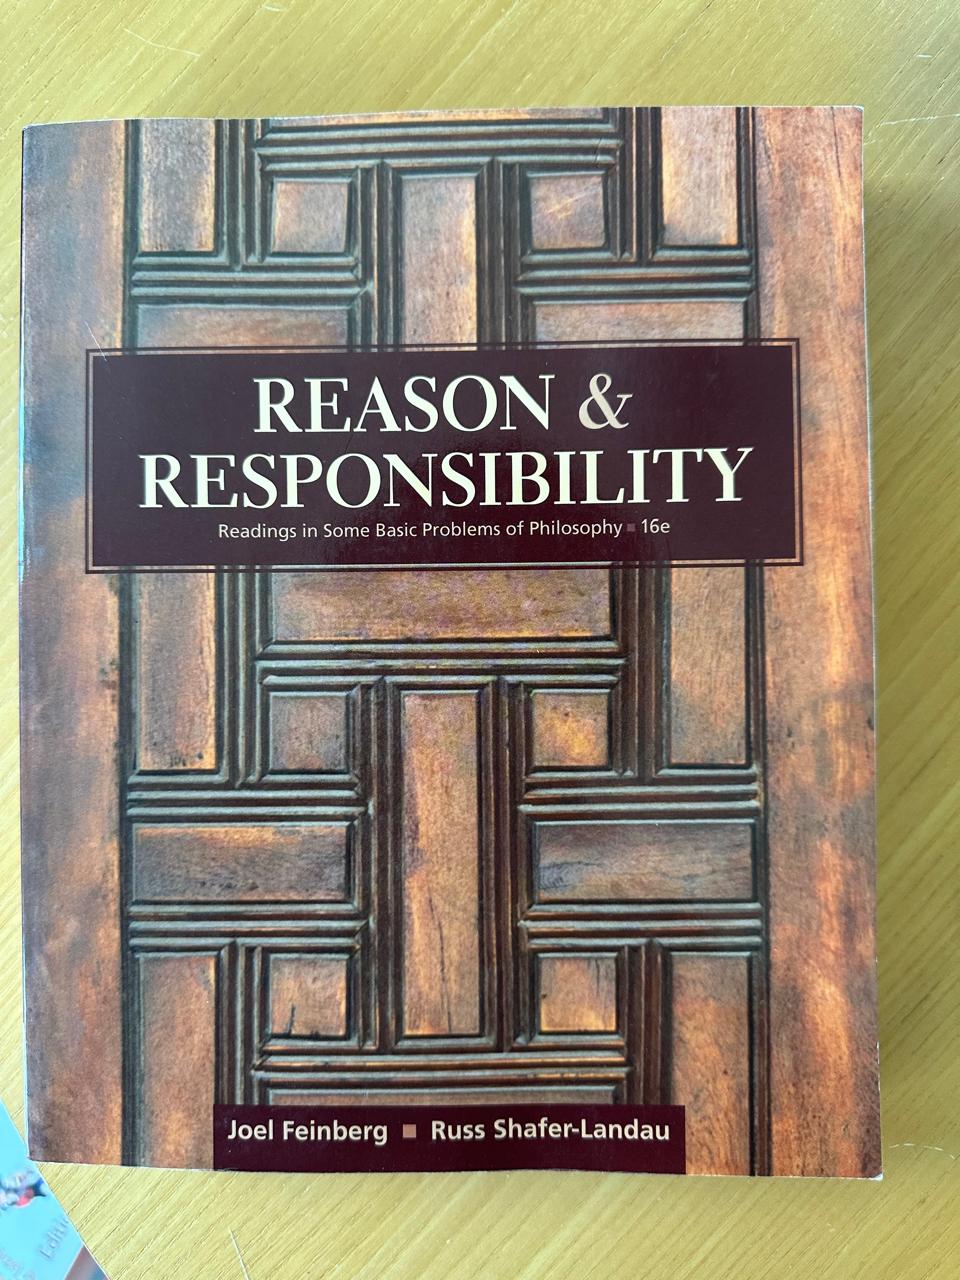 REASON &
RESPONSIBILITY
Readings in Some Basic Problems of Philosophy ▪ 16e
Joel Feinberg ▪ Russ Shafer-Landau